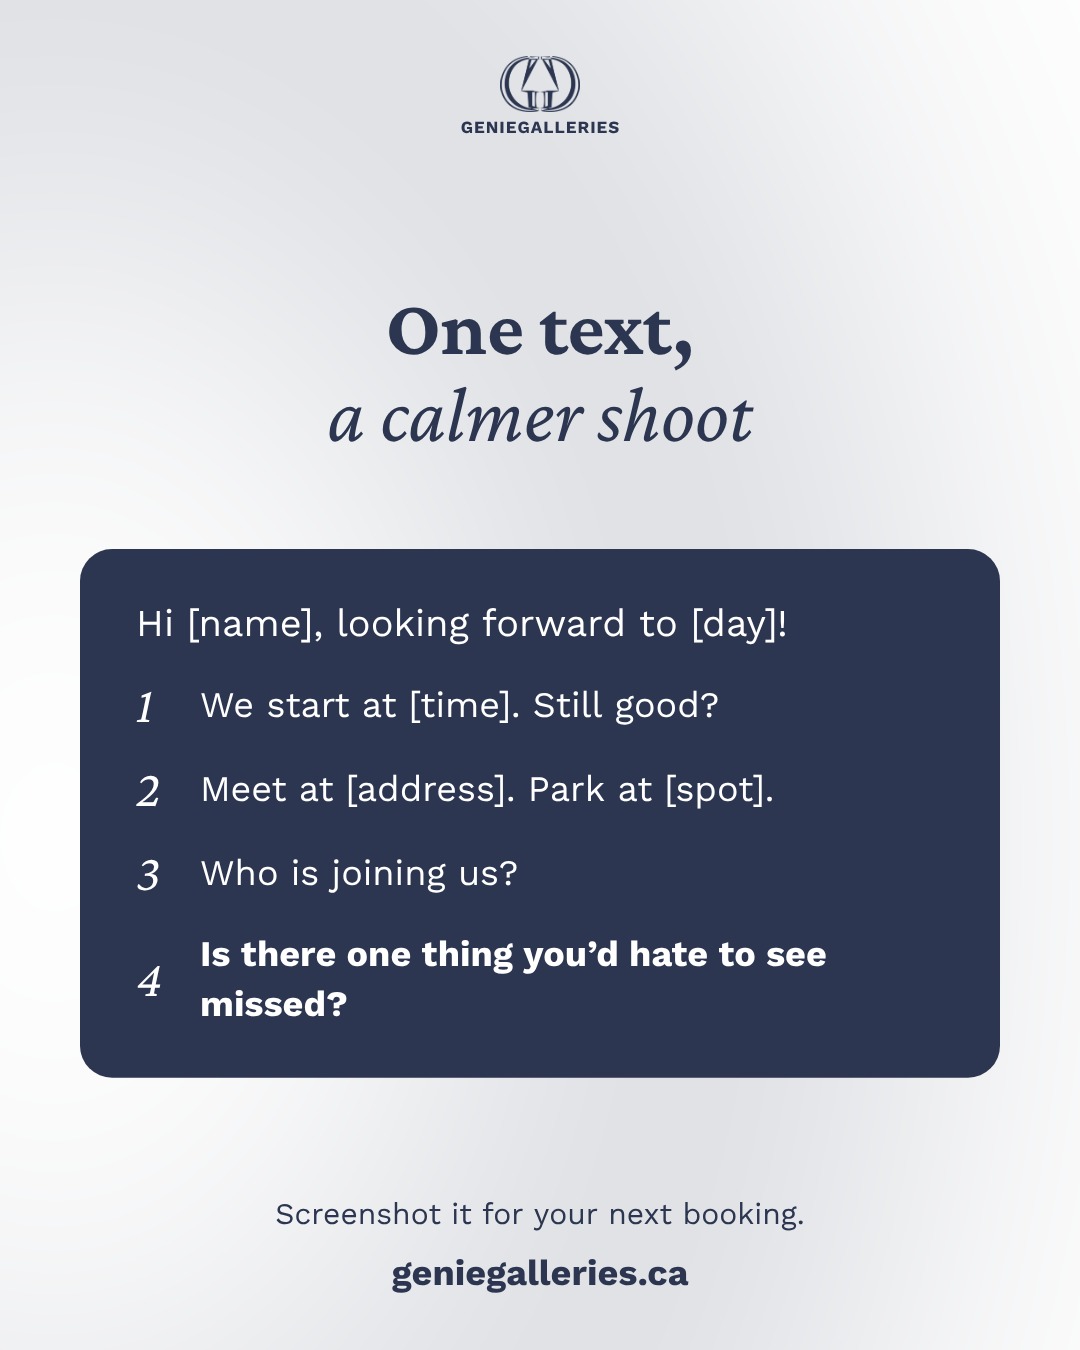 GENIEGALLERIES
One text,
a calmer shoot
Hi [name], looking forward to [day]!
1 We start at [time]. Still good?
2 Meet at [address]. Park at [spot].
3 Who is joining us?
4 Is there one thing you’d hate to see
missed?
Screenshot it for your next booking.
geniegalleries.ca